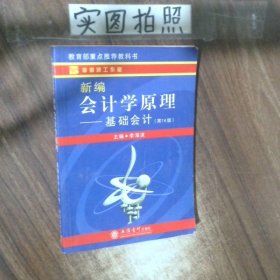 实图拍照
教育部重点推荐教科书
新编
会计学原理
——基础会计（第14版）
主编●李海波
立信会计出版社